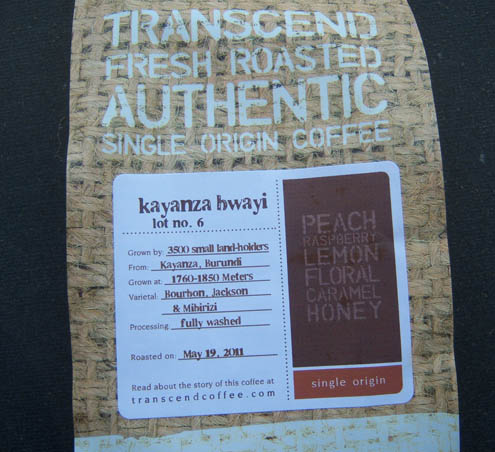 TRANSCEND
FRESH ROASTED
AUTHENTIC
SINGLE ORIGIN COFFEE
kayanza bwayi
lot no. 6
Grown by: 3500 small land-holders
From: Kayanza, Burundi
Grown at: 1760-1850 Meters
Varietal: Bourbon, Jackson
& Mibirizi
Processing: fully washed
Roasted on: May 19, 2011
Read about the story of this coffee at
transcendcoffee.com
PEACH
RASPBERRY
LEMON
FLORAL
CARAMEL
HONEY
single origin